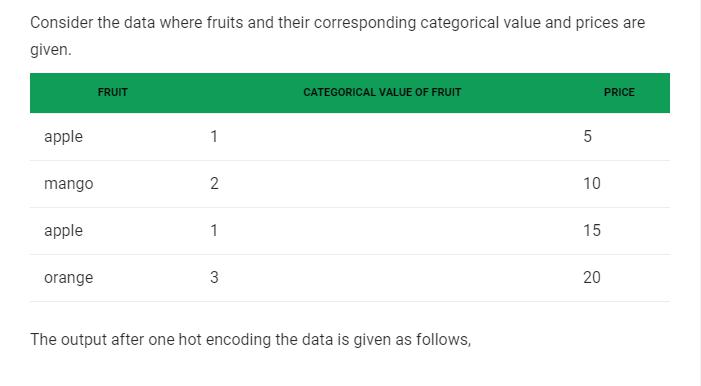 Consider the data where fruits and their corresponding categorical value and prices are
given.
FRUIT CATEGORICAL VALUE OF FRUIT PRICE
apple 1 5
mango 2 10
apple 1 15
orange 3 20
The output after one hot encoding the data is given as follows,